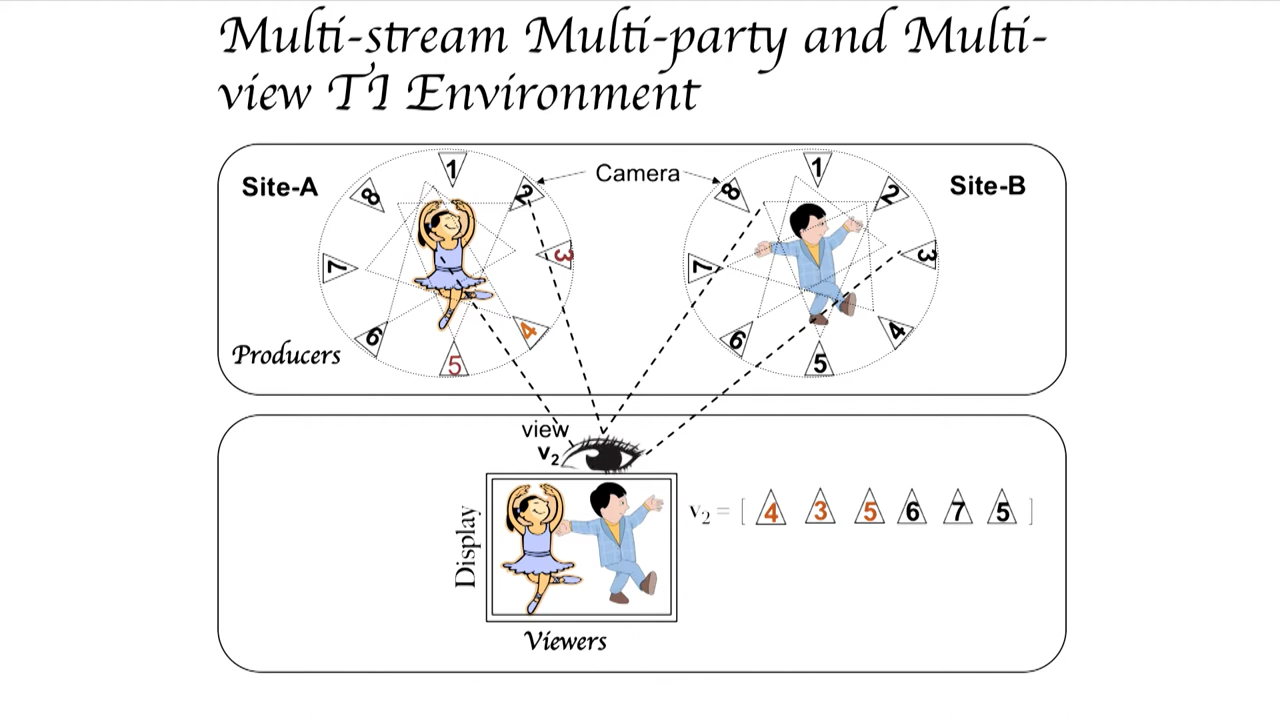 Multi-stream Multi-party and Multi-
view TI Environment
Site-A
Camera
Site-B
1
2
3
4
5
6
7
8
1
2
3
4
5
6
7
8
Producers
view
v2
Display
v2 = [ 4 3 5 6 7 5 ]
Viewers